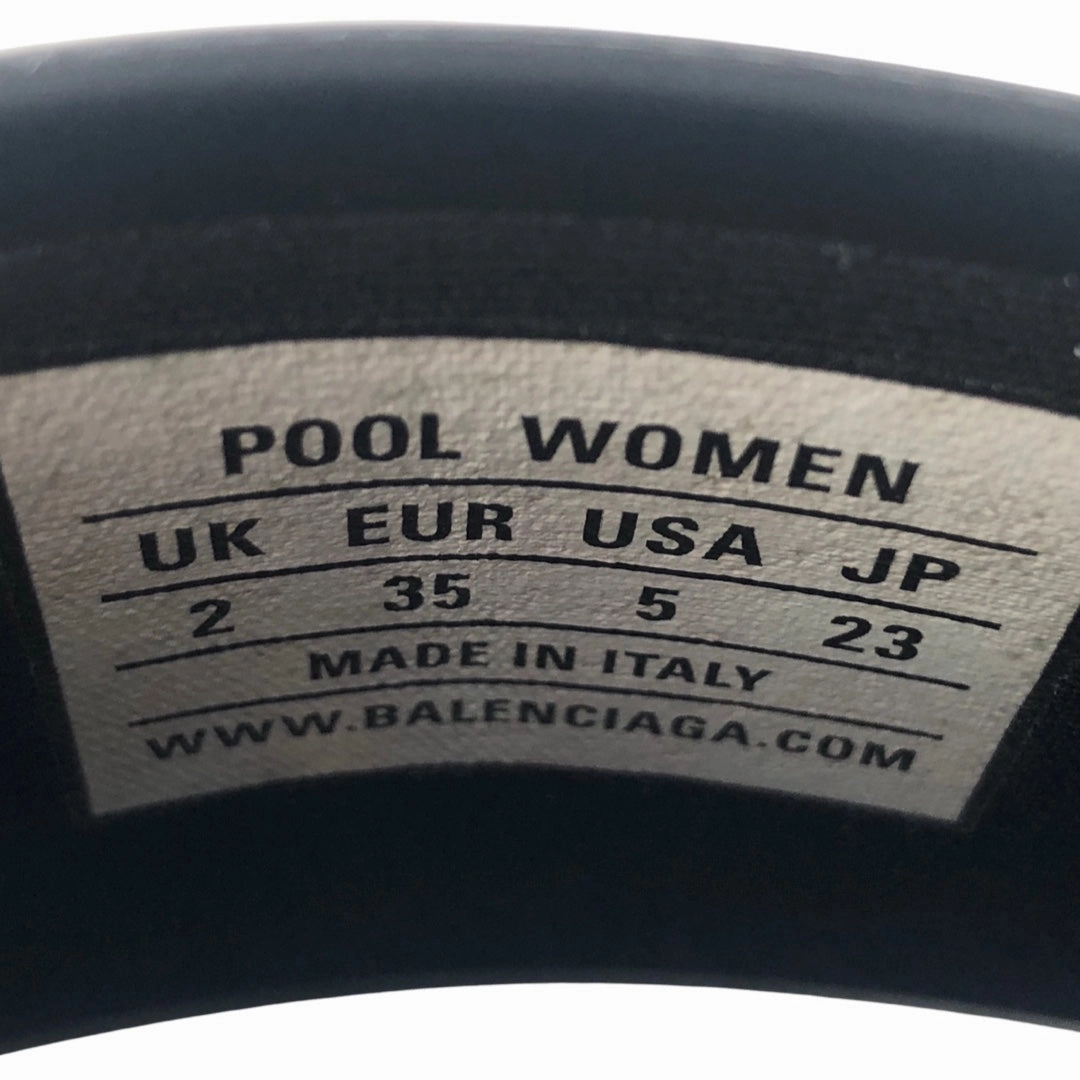 POOL WOMEN
UK EUR USA JP
2 35 5 23
MADE IN ITALY
WWW.BALENCIAGA.COM